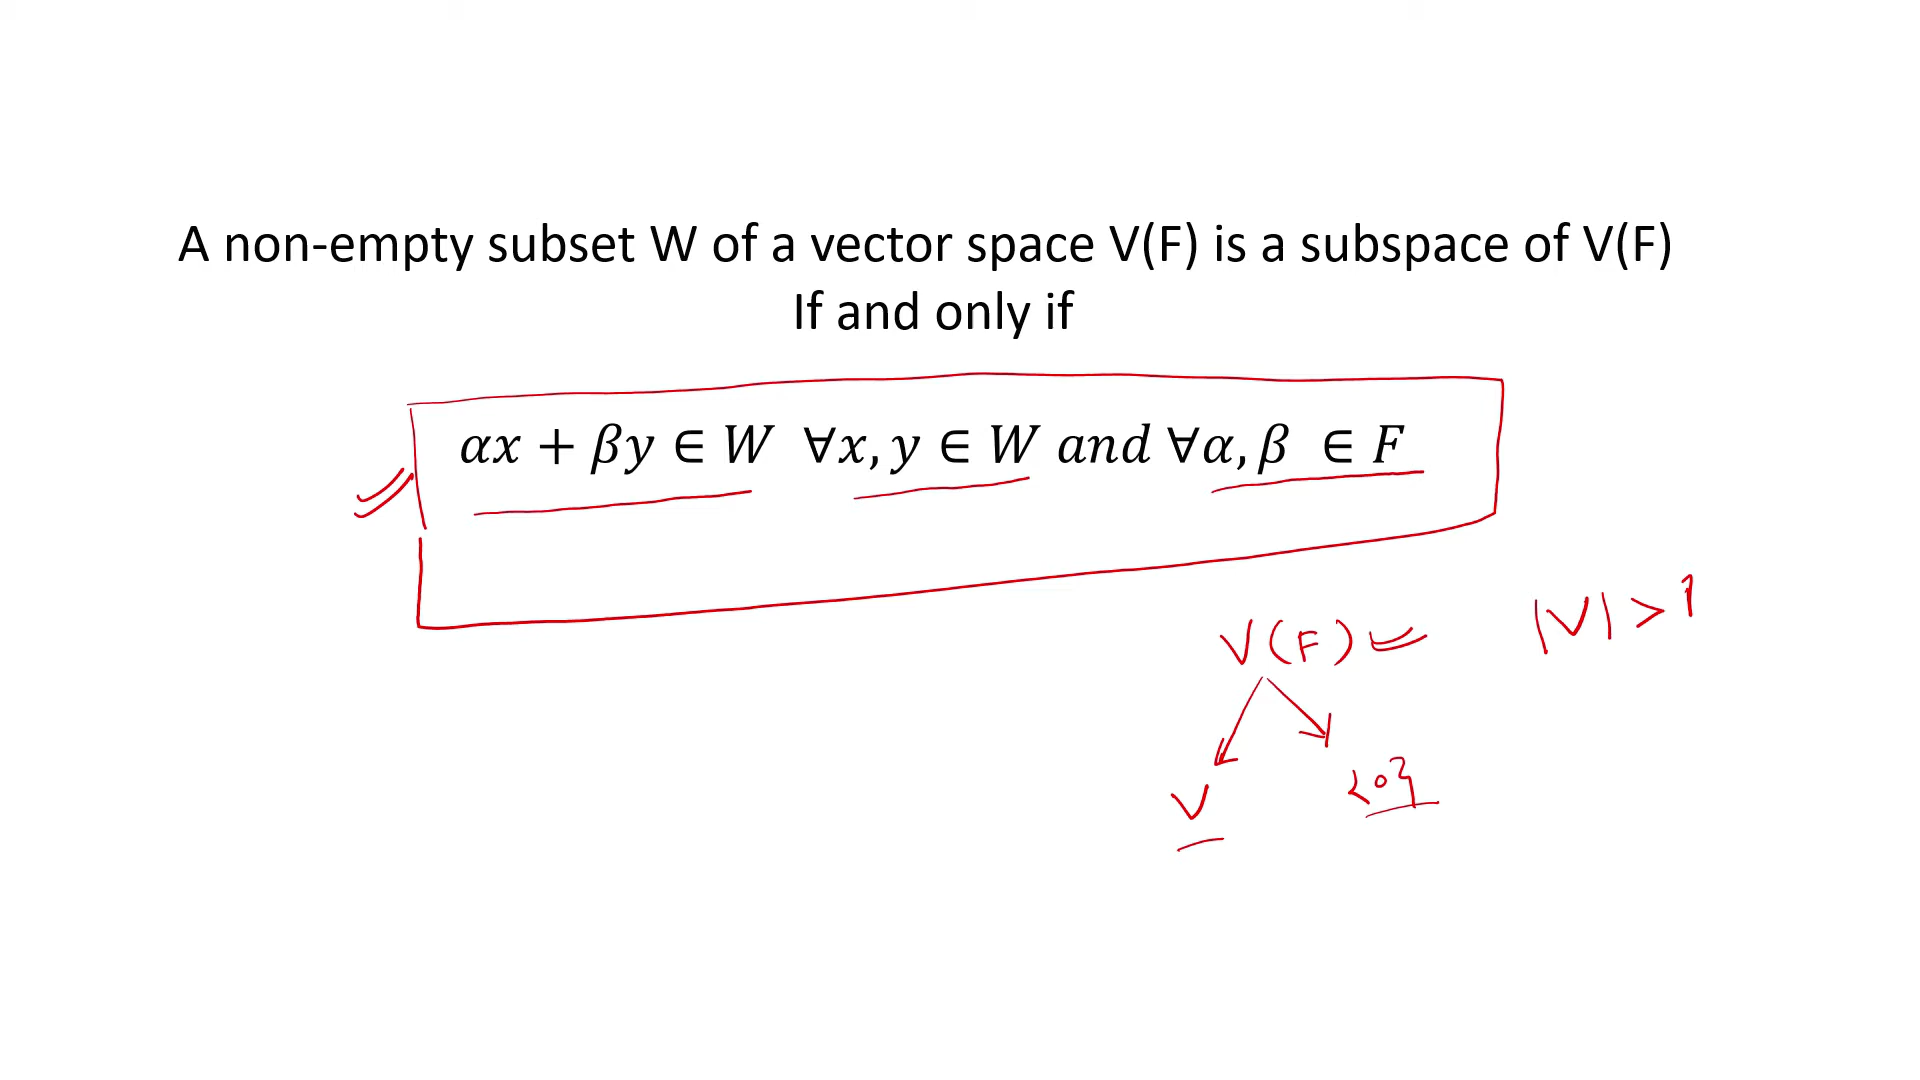 A non-empty subset W of a vector space V(F) is a subspace of V(F)
If and only if
𝛼𝑥 + 𝛽𝑦 ∈ 𝑊 ∀𝑥, 𝑦 ∈ 𝑊 𝑎𝑛𝑑 ∀𝛼, 𝛽 ∈ 𝐹
V(F) |V| > 1
V {0}